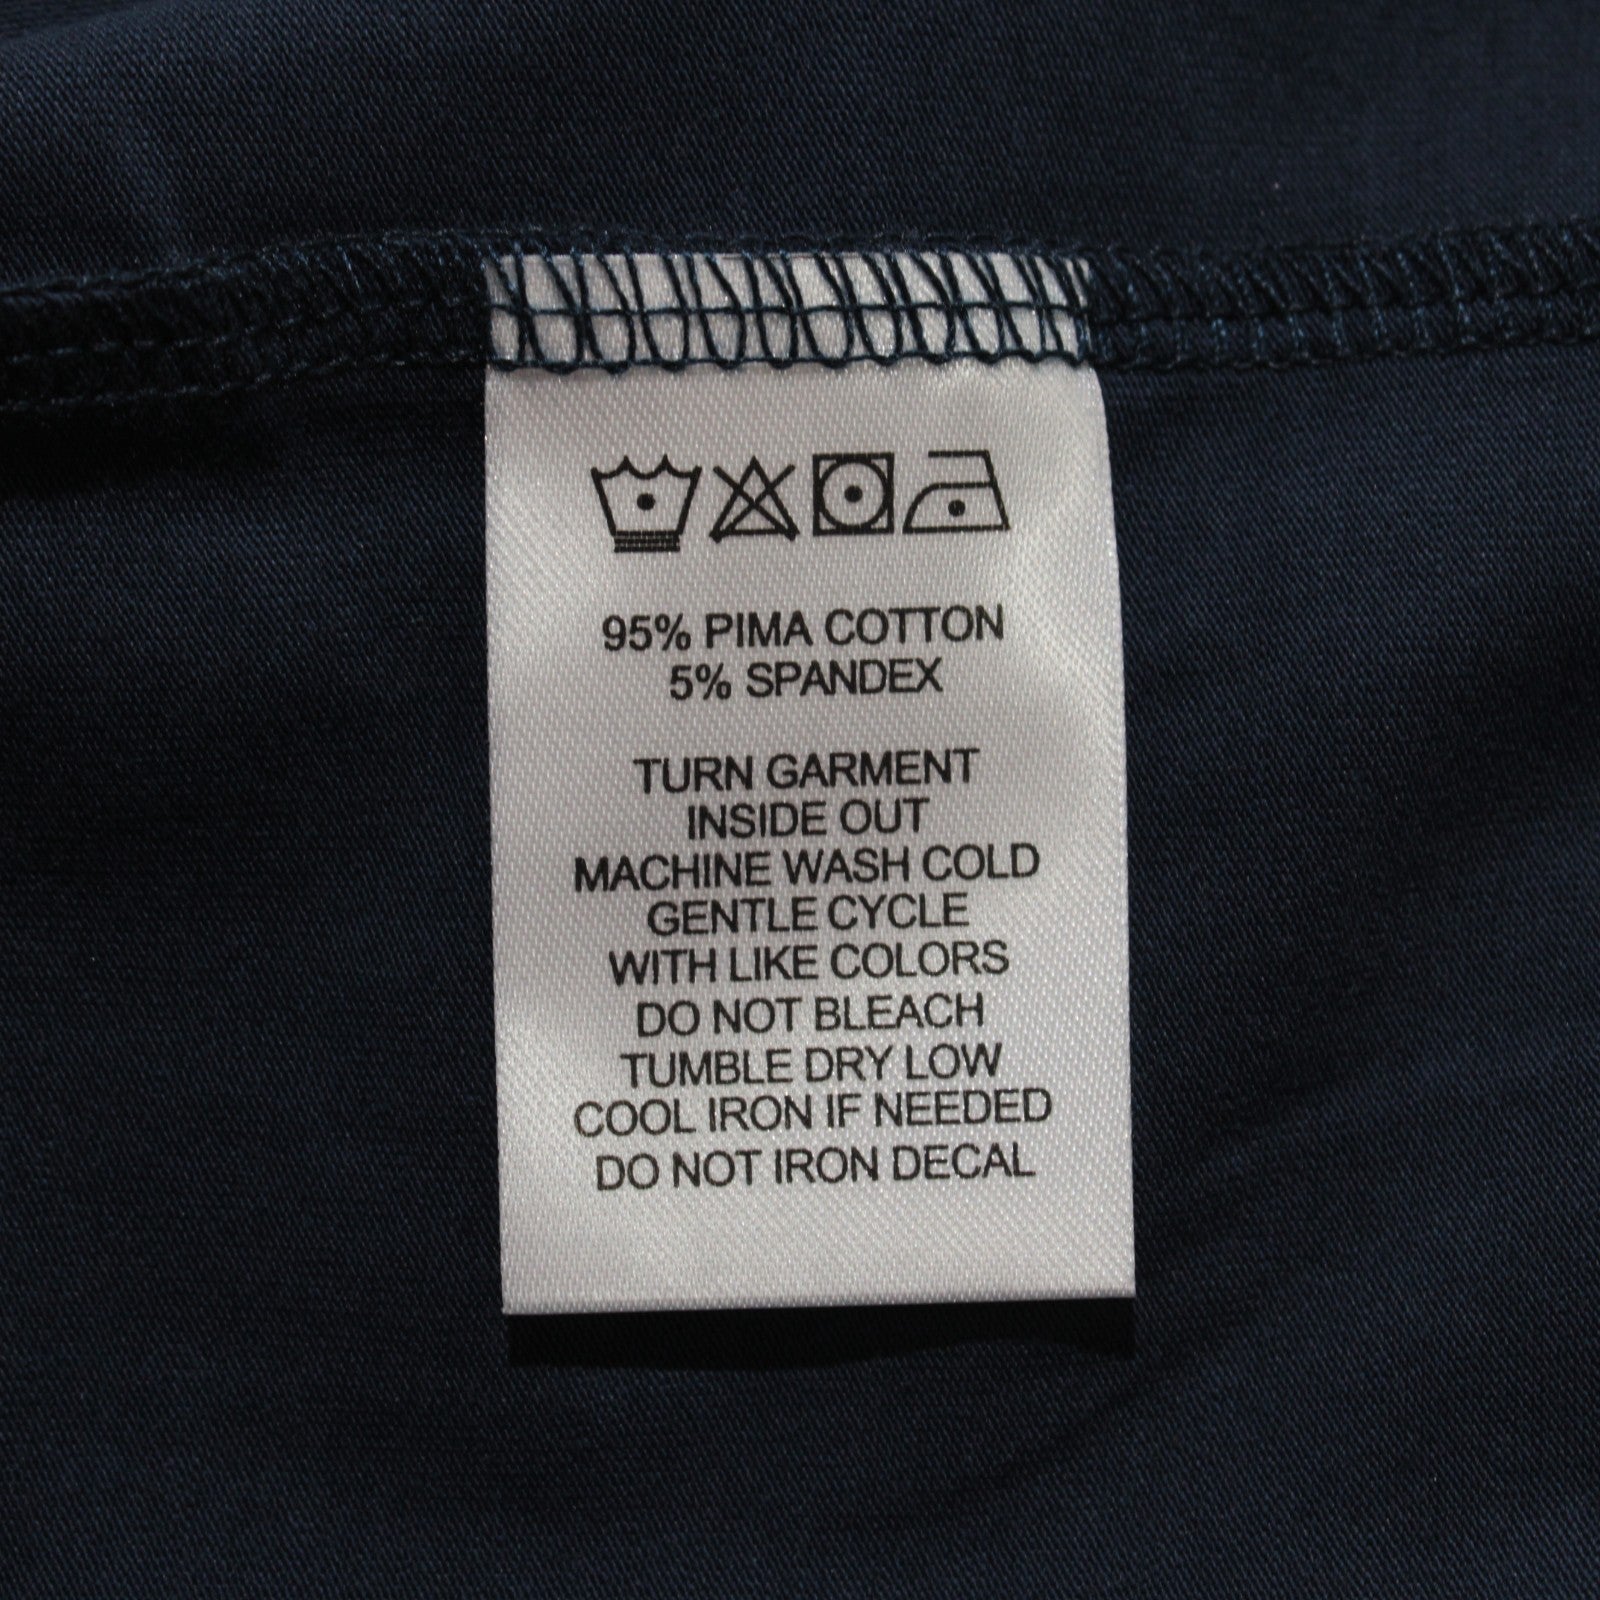 95% PIMA COTTON
5% SPANDEX
TURN GARMENT
INSIDE OUT
MACHINE WASH COLD
GENTLE CYCLE
WITH LIKE COLORS
DO NOT BLEACH
TUMBLE DRY LOW
COOL IRON IF NEEDED
DO NOT IRON DECAL